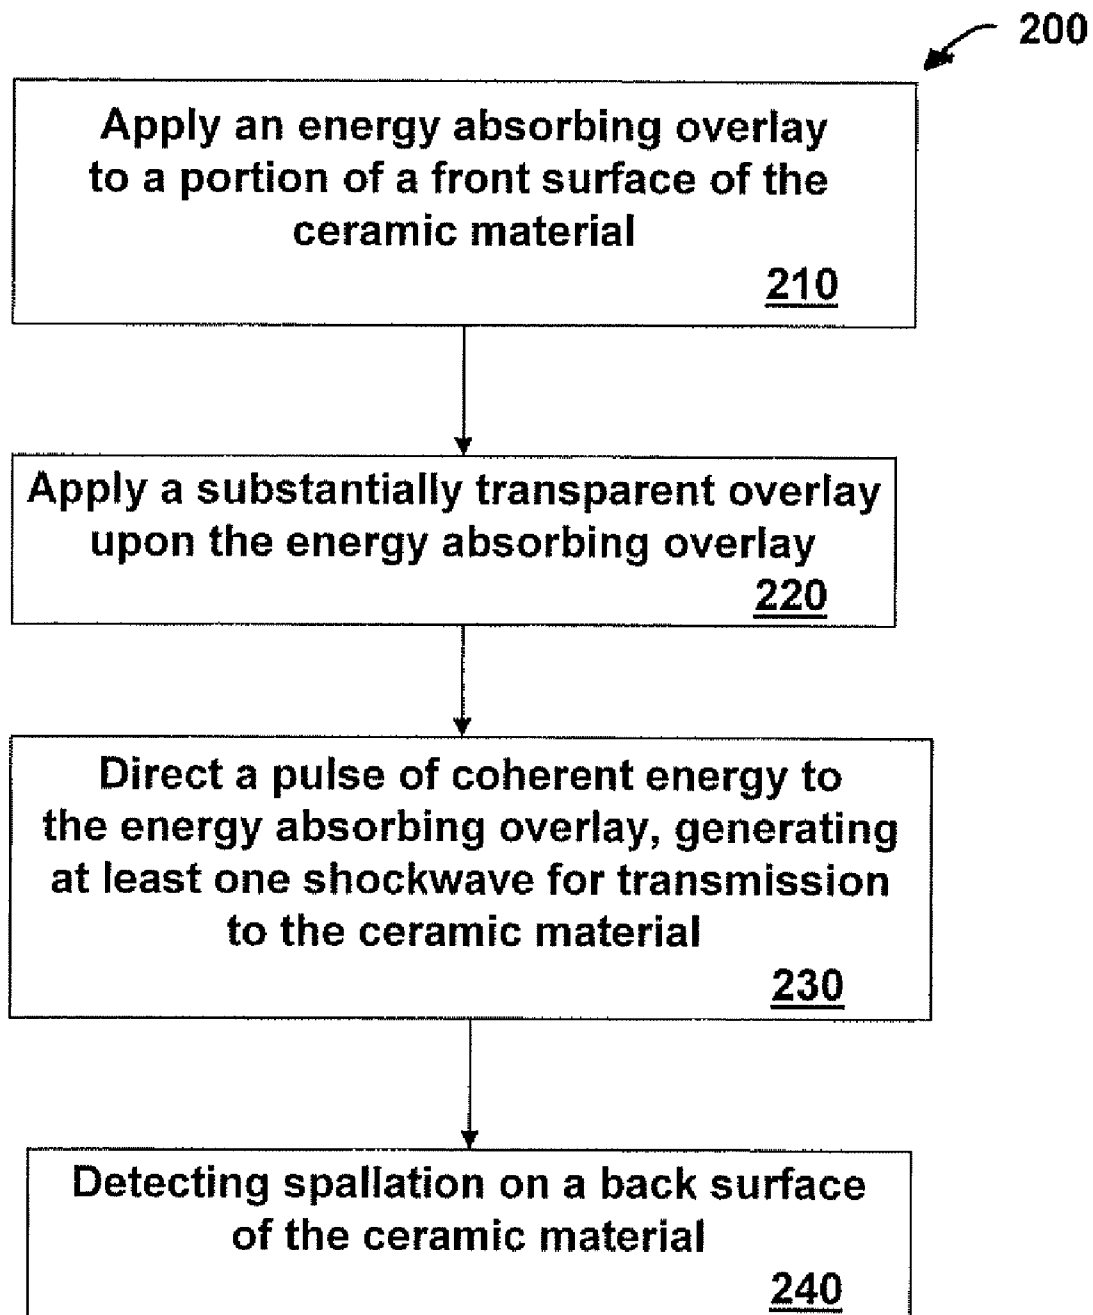 200
Apply an energy absorbing overlay
to a portion of a front surface of the
ceramic material
210
Apply a substantially transparent overlay
upon the energy absorbing overlay
220
Direct a pulse of coherent energy to
the energy absorbing overlay, generating
at least one shockwave for transmission
to the ceramic material
230
Detecting spallation on a back surface
of the ceramic material
240